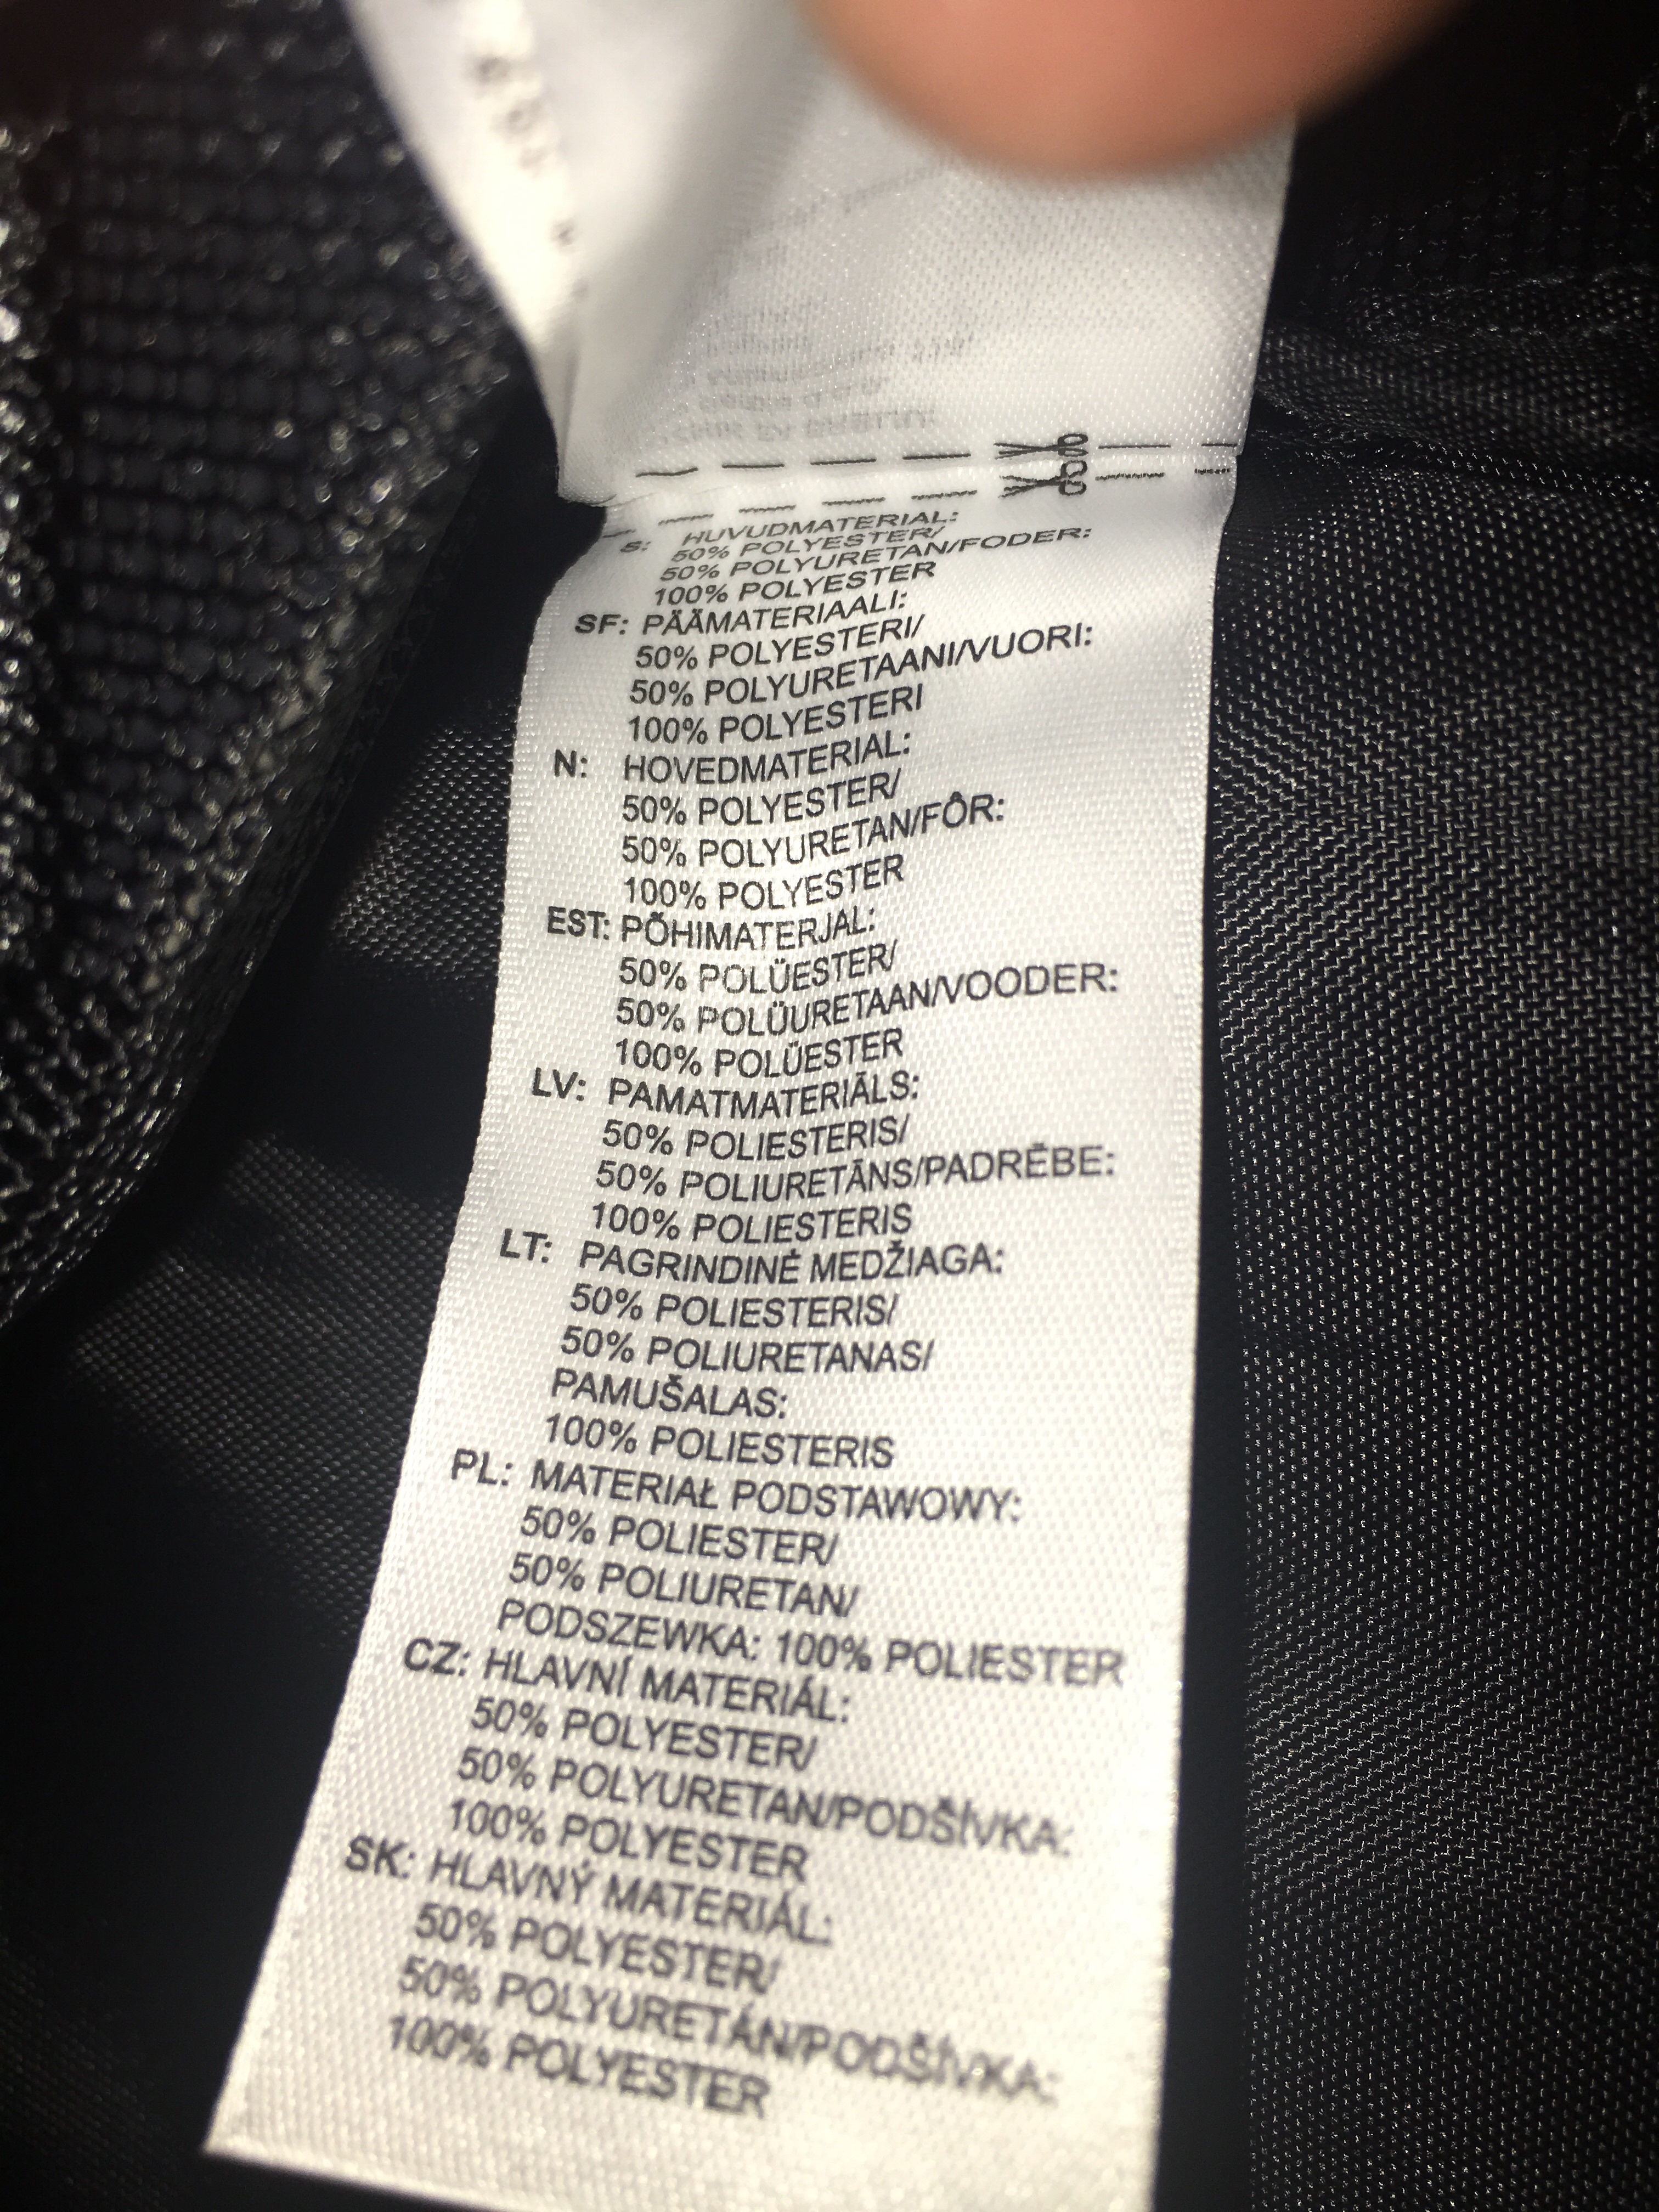 S: HUVUDMATERIAL:
50% POLYESTER/
50% POLYURETAN/FODER:
100% POLYESTER
SF: PÄÄMATERIAALI:
50% POLYESTERI/
50% POLYURETAANI/VUORI:
100% POLYESTERI
N: HOVEDMATERIAL:
50% POLYESTER/
50% POLYURETAN/FÔR:
100% POLYESTER
EST: PÕHIMATERJAL:
50% POLÜESTER/
50% POLÜURETAAN/VOODER:
100% POLÜESTER
LV: PAMATMATERIĀLS:
50% POLIESTERIS/
50% POLIURETĀNS/PADRĒBE:
100% POLIESTERIS
LT: PAGRINDINĖ MEDŽIAGA:
50% POLIESTERIS/
50% POLIURETANAS/
PAMUŠALAS:
100% POLIESTERIS
PL: MATERIAŁ PODSTAWOWY:
50% POLIESTER/
50% POLIURETAN/
PODSZEWKA: 100% POLIESTER
CZ: HLAVNÍ MATERIÁL:
50% POLYESTER/
50% POLYURETAN/PODŠÍVKA:
100% POLYESTER
SK: HLAVNÝ MATERIÁL:
50% POLYESTER/
50% POLYURETÁN/PODŠÍVKA:
100% POLYESTER